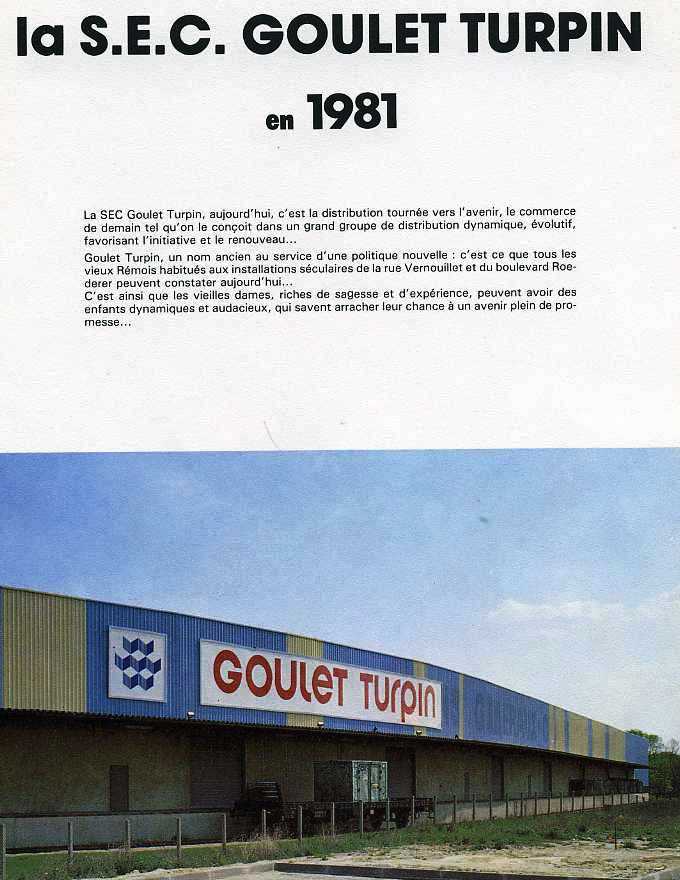 la S.E.C. GOULET TURPIN
en 1981
La SEC Goulet Turpin, aujourd'hui, c'est la distribution tournée vers l'avenir, le commerce
de demain tel qu'on le conçoit dans un grand groupe de distribution dynamique, évolutif,
favorisant l'initiative et le renouveau...
Goulet Turpin, un nom ancien au service d'une politique nouvelle : c'est ce que tous les
vieux Rémois habitués aux installations séculaires de la rue Vernouillet et du boulevard Roe-
derer peuvent constater aujourd'hui...
C'est ainsi que les vieilles dames, riches de sagesse et d'expérience, peuvent avoir des
enfants dynamiques et audacieux, qui savent arracher leur chance à un avenir plein de pro-
messe...
GOULET TURPIN